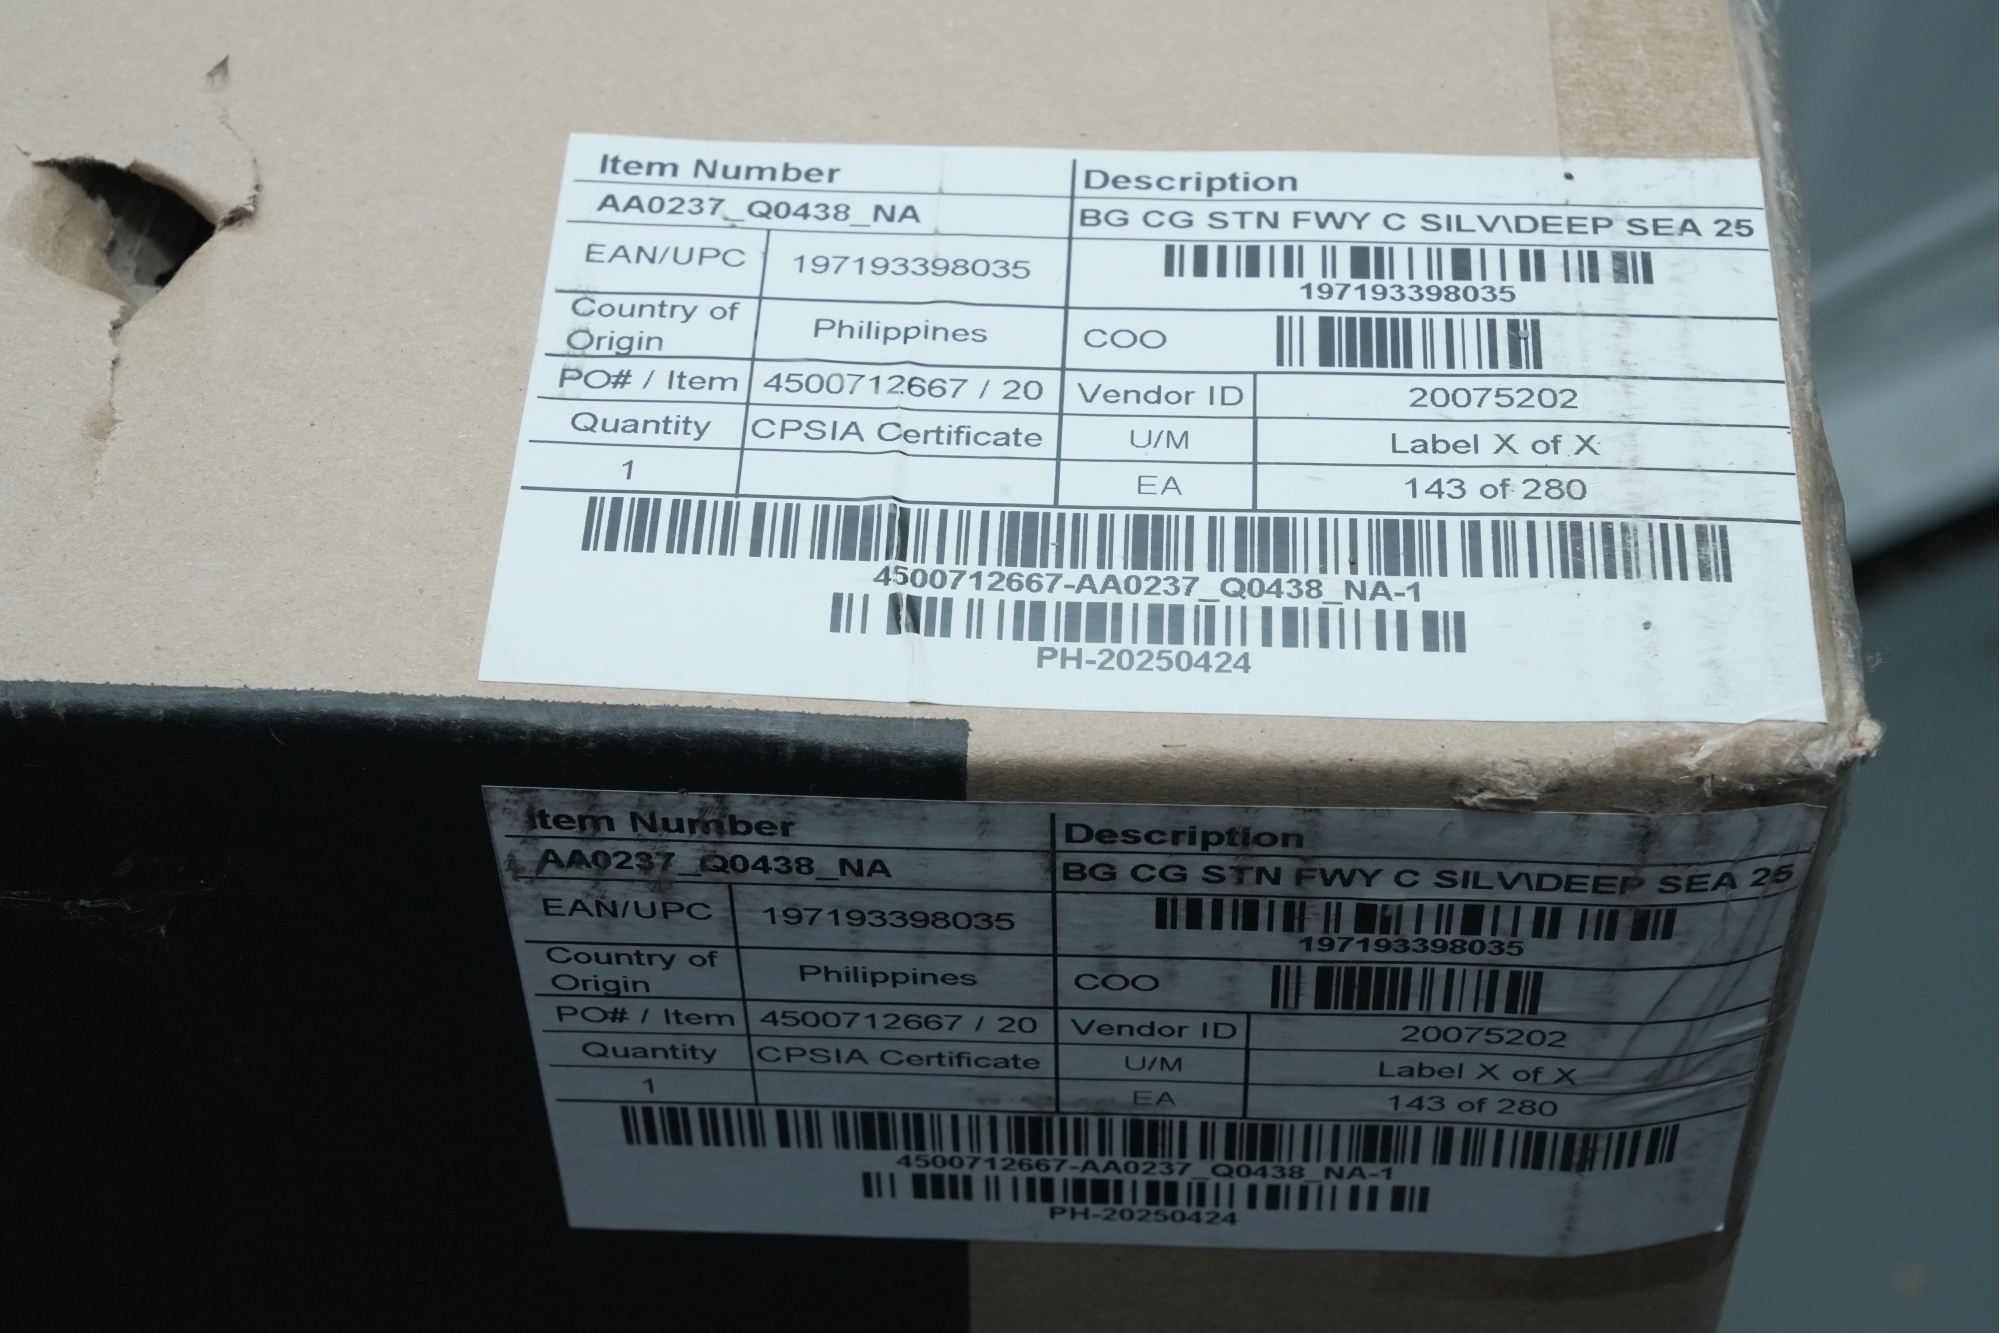 Item Number Description
AA0237_Q0438_NA BG CG STN FWY C SILV\DEEP SEA 25
EAN/UPC 197193398035
197193398035
Country of
Origin Philippines COO
PO# / Item 4500712667 / 20 Vendor ID 20075202
Quantity CPSIA Certificate U/M Label X of X
1 EA 143 of 280
4500712667-AA0237_Q0438_NA-1
PH-20250424
Item Number Description
AA0237_Q0438_NA BG CG STN FWY C SILV\DEEP SEA 25
EAN/UPC 197193398035
197193398035
Country of
Origin Philippines COO
PO# / Item 4500712667 / 20 Vendor ID 20075202
Quantity CPSIA Certificate U/M Label X of X
1 EA 143 of 280
4500712667-AA0237_Q0438_NA-1
PH-20250424